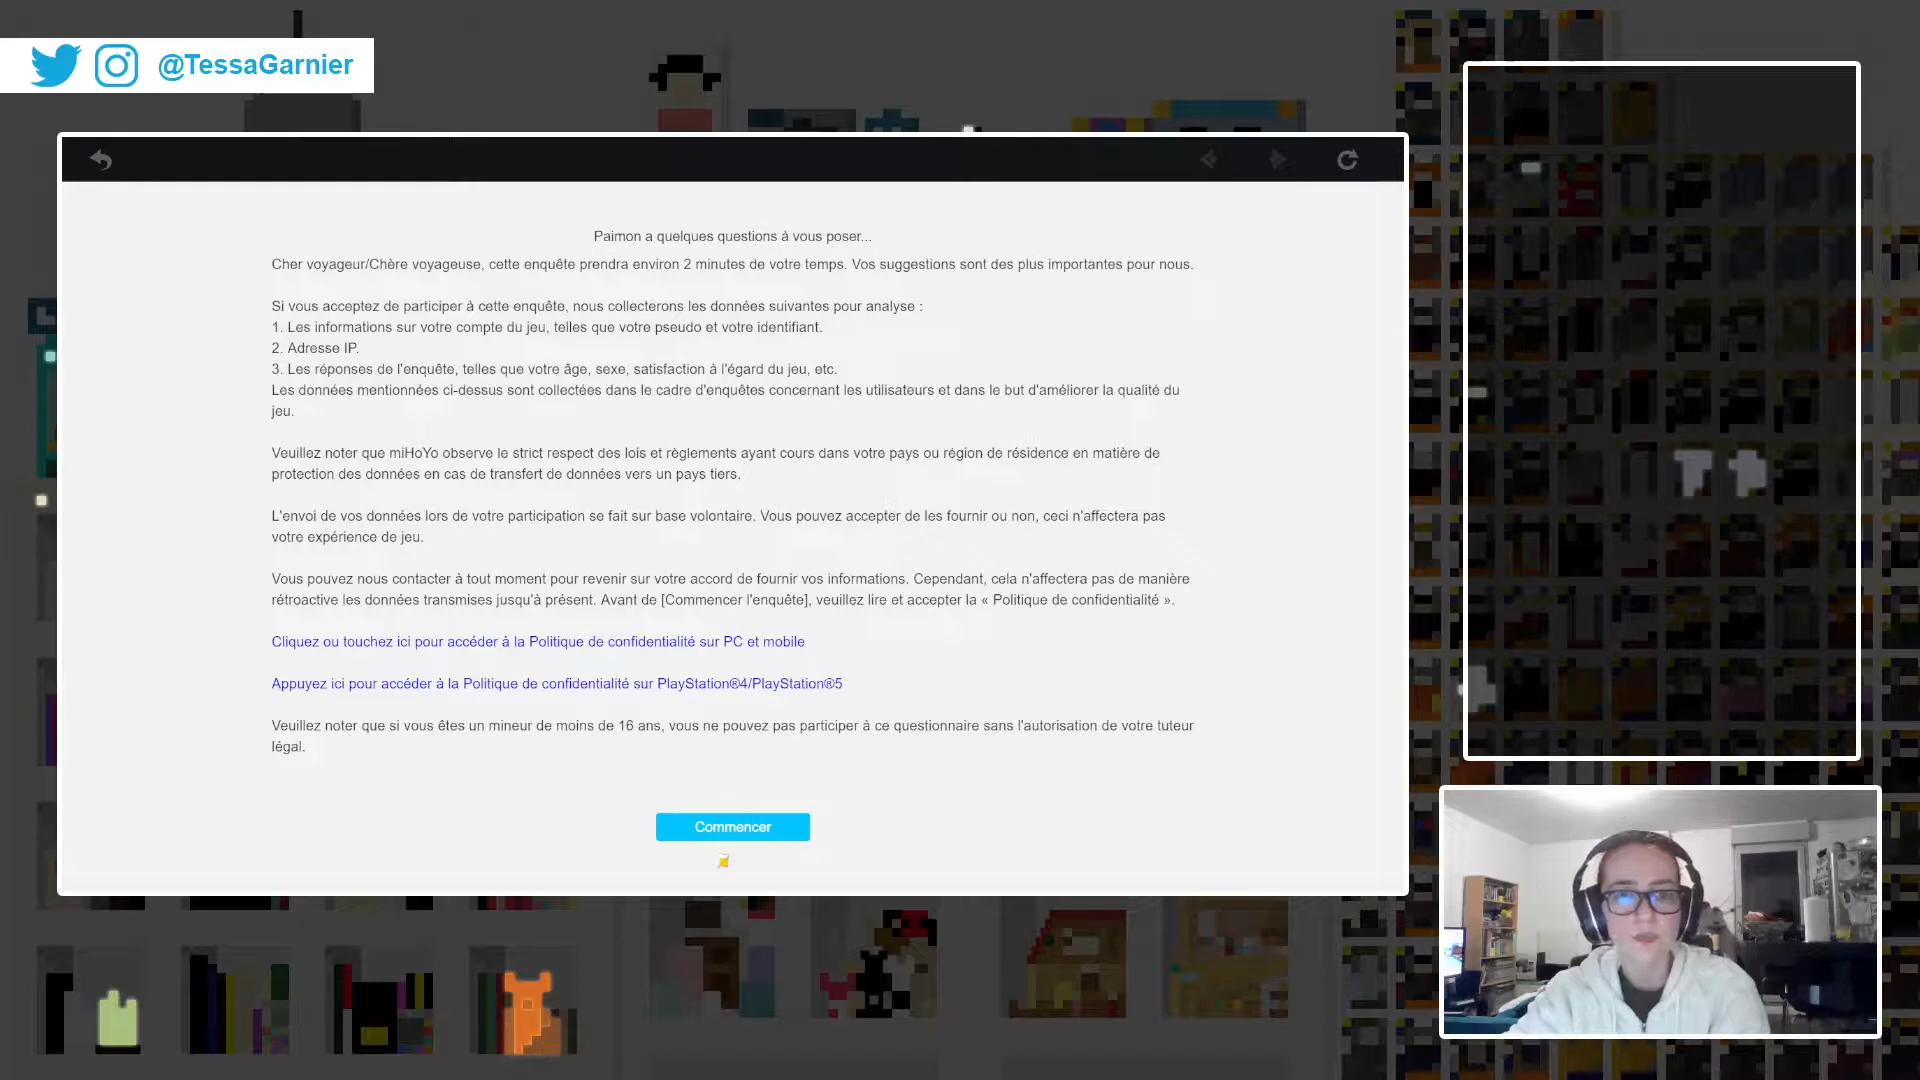 @TessaGarnier
Paimon a quelques questions à vous poser...
Cher voyageur/Chère voyageuse, cette enquête prendra environ 2 minutes de votre temps. Vos suggestions sont des plus importantes pour nous.
Si vous acceptez de participer à cette enquête, nous collecterons les données suivantes pour analyse :
1. Les informations sur votre compte du jeu, telles que votre pseudo et votre identifiant.
2. Adresse IP.
3. Les réponses de l'enquête, telles que votre âge, sexe, satisfaction à l'égard du jeu, etc.
Les données mentionnées ci-dessus sont collectées dans le cadre d'enquêtes concernant les utilisateurs et dans le but d'améliorer la qualité du
jeu.
Veuillez noter que miHoYo observe le strict respect des lois et règlements ayant cours dans votre pays ou région de résidence en matière de
protection des données en cas de transfert de données vers un pays tiers.
L'envoi de vos données lors de votre participation se fait sur base volontaire. Vous pouvez accepter de les fournir ou non, ceci n'affectera pas
votre expérience de jeu.
Vous pouvez nous contacter à tout moment pour revenir sur votre accord de fournir vos informations. Cependant, cela n'affectera pas de manière
rétroactive les données transmises jusqu'à présent. Avant de [Commencer l'enquête], veuillez lire et accepter la « Politique de confidentialité ».
Cliquez ou touchez ici pour accéder à la Politique de confidentialité sur PC et mobile
Appuyez ici pour accéder à la Politique de confidentialité sur PlayStation®4/PlayStation®5
Veuillez noter que si vous êtes un mineur de moins de 16 ans, vous ne pouvez pas participer à ce questionnaire sans l'autorisation de votre tuteur
légal.
Commencer